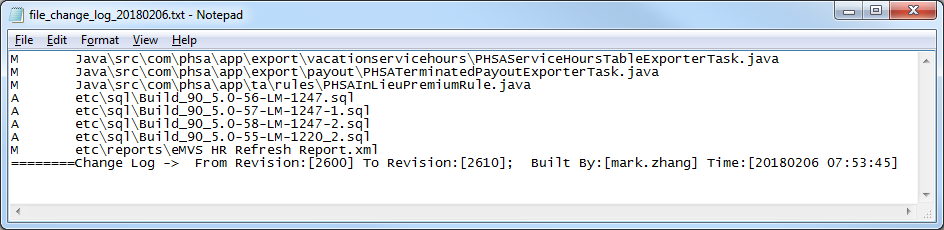 file_change_log_20180206.txt - Notepad
File Edit Format View Help
M Java\src\com\phsa\app\export\vacationservicehours\PHSAServiceHoursTableExporterTask.java
M Java\src\com\phsa\app\export\payout\PHSATerminatedPayoutExporterTask.java
M Java\src\com\phsa\app\ta\rules\PHSAInLieuPremiumRule.java
A etc\sql\Build_90_5.0-56-LM-1247.sql
A etc\sql\Build_90_5.0-57-LM-1247-1.sql
A etc\sql\Build_90_5.0-58-LM-1247-2.sql
A etc\sql\Build_90_5.0-55-LM-1220_2.sql
M etc\reports\eMVS HR Refresh Report.xml
========Change Log -> From Revision:[2600] To Revision:[2610]; Built By:[mark.zhang] Time:[20180206 07:53:45]